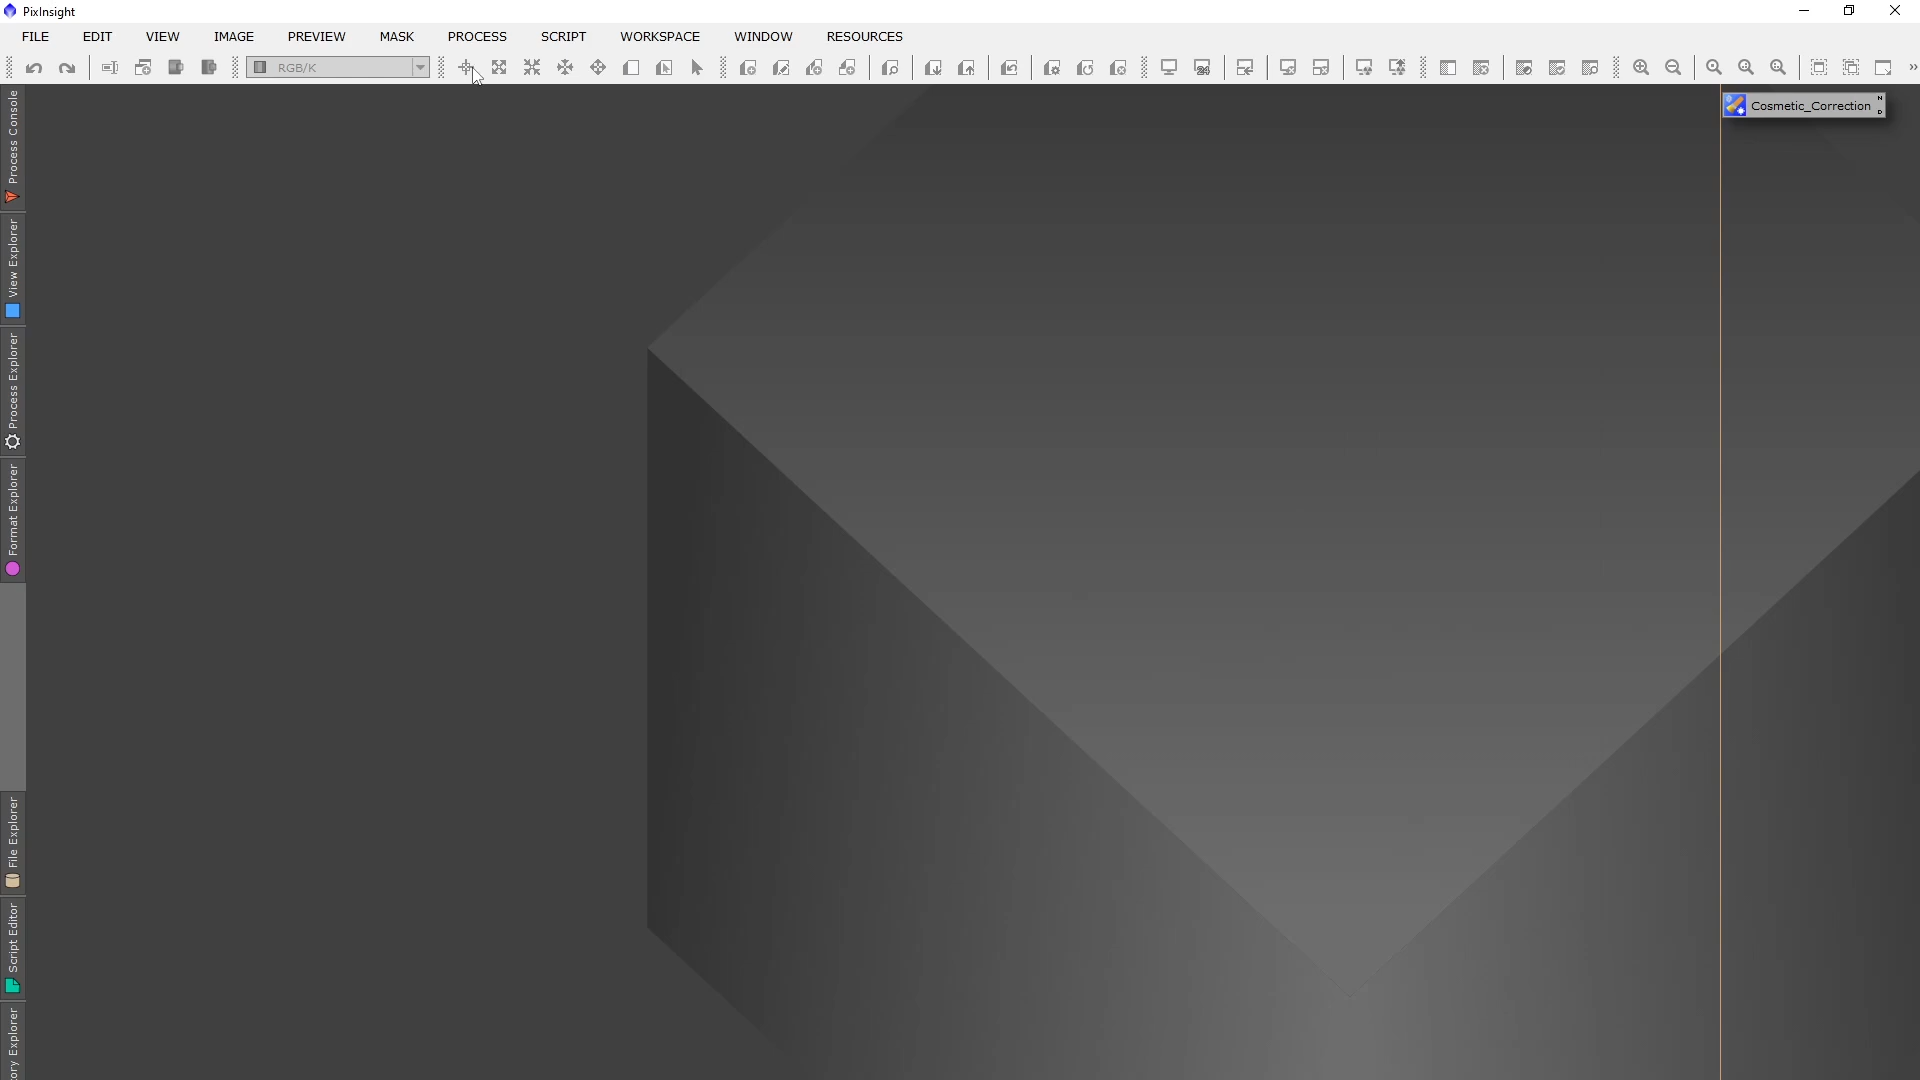 PixInsight
FILE EDIT VIEW IMAGE PREVIEW MASK PROCESS SCRIPT WORKSPACE WINDOW RESOURCES
RGB/K
Cosmetic_Correction
N
D
Process Console
View Explorer
Process Explorer
Format Explorer
File Explorer
Script Editor
ory Explorer